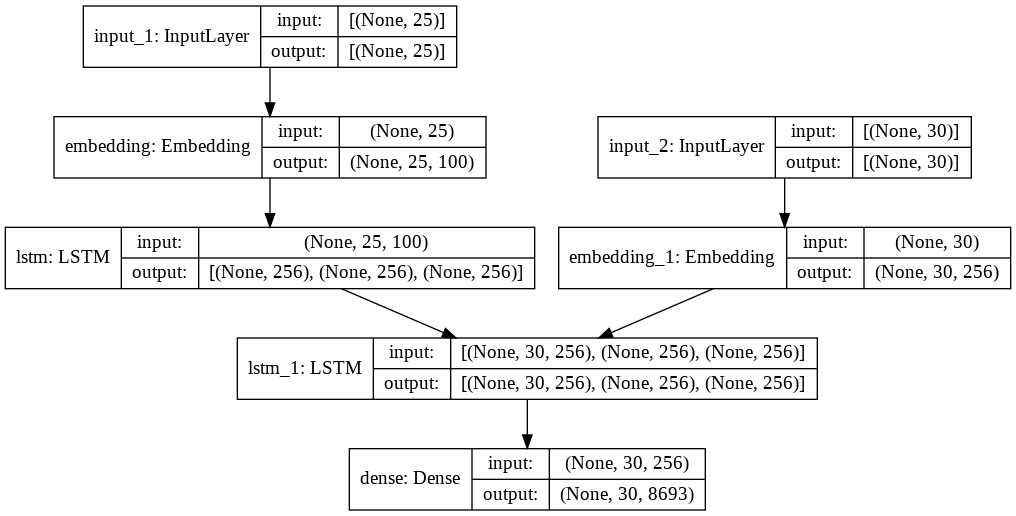 input_1: InputLayer
input:
[(None, 25)]
output:
[(None, 25)]
embedding: Embedding
input:
(None, 25)
output:
(None, 25, 100)
input_2: InputLayer
input:
[(None, 30)]
output:
[(None, 30)]
lstm: LSTM
input:
(None, 25, 100)
output:
[(None, 256), (None, 256), (None, 256)]
embedding_1: Embedding
input:
(None, 30)
output:
(None, 30, 256)
lstm_1: LSTM
input:
[(None, 30, 256), (None, 256), (None, 256)]
output:
[(None, 30, 256), (None, 256), (None, 256)]
dense: Dense
input:
(None, 30, 256)
output:
(None, 30, 8693)